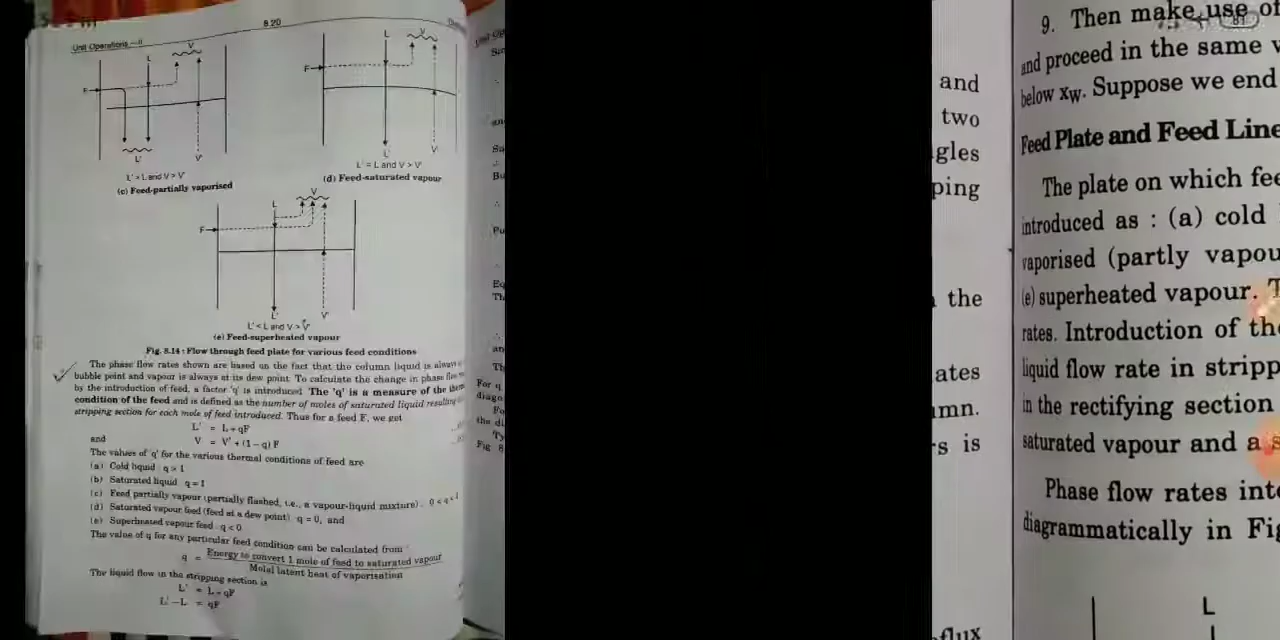 8.20
Unit Operations - II
L
V
F
L'
V'
L' > L and V > V'
(c) Feed-partially vaporised
L
V
F
L'
V'
L' = L and V > V'
(d) Feed-saturated vapour
V
L
F
L'
V'
L' < L and V > V'
(e) Feed-superheated vapour
Fig. 8.14 : Flow through feed plate for various feed conditions
The phase flow rates shown are based on the fact that the column liquid is always
bubble point and vapour is always at its dew point. To calculate the change in phase
by the introduction of feed, a factor 'q' is introduced. The 'q' is a measure of the
condition of the feed and is defined as the number of moles of saturated liquid resulting
stripping section for each mole of feed introduced. Thus for a feed F, we get
L' = L + qF
and V = V' + (1 – q) F
The values of 'q' for the various thermal conditions of feed are
(a) Cold liquid q > 1
(b) Saturated liquid q = 1
(c) Feed partially vapour (partially flashed, i.e., a vapour-liquid mixture) 0 < q < 1
(d) Saturated vapour feed (feed at a dew point) q = 0, and
(e) Superheated vapour feed q < 0
The value of q for any particular feed condition can be calculated from
q = Energy to convert 1 mole of feed to saturated vapour
Molal latent heat of vaporisation
The liquid flow in the stripping section is
L' = L + qF
L' – L = qF
and
two
gles
ping
the
ates
mn.
s is
flux
9. Then make use of
and proceed in the same
below xW. Suppose we end
Feed Plate and Feed Line
The plate on which
introduced as : (a) cold
vaporised (partly
(e) superheated vapour.
rates. Introduction of
liquid flow rate in
in the rectifying section
saturated vapour and a
Phase flow rates
diagrammatically in
L